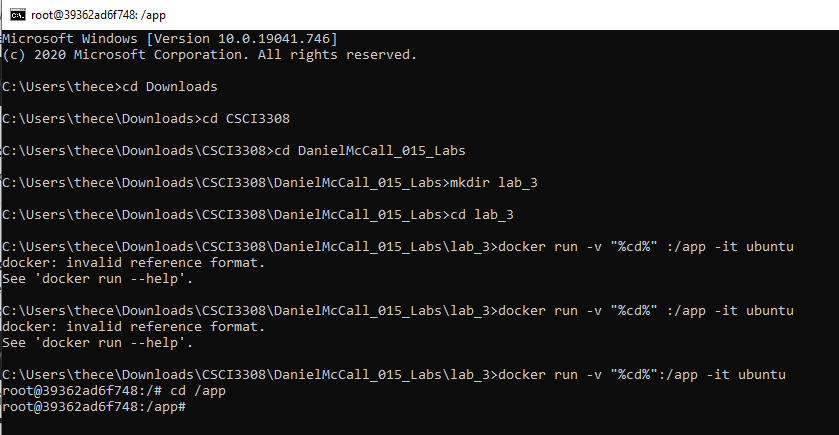 root@39362ad6f748: /app
Microsoft Windows [Version 10.0.19041.746]
(c) 2020 Microsoft Corporation. All rights reserved.
C:\Users\thece>cd Downloads
C:\Users\thece\Downloads>cd CSCI3308
C:\Users\thece\Downloads\CSCI3308>cd DanielMcCall_015_Labs
C:\Users\thece\Downloads\CSCI3308\DanielMcCall_015_Labs>mkdir lab_3
C:\Users\thece\Downloads\CSCI3308\DanielMcCall_015_Labs>cd lab_3
C:\Users\thece\Downloads\CSCI3308\DanielMcCall_015_Labs\lab_3>docker run -v "%cd%" :/app -it ubuntu
docker: invalid reference format.
See 'docker run --help'.
C:\Users\thece\Downloads\CSCI3308\DanielMcCall_015_Labs\lab_3>docker run -v "%cd%" :/app -it ubuntu
docker: invalid reference format.
See 'docker run --help'.
C:\Users\thece\Downloads\CSCI3308\DanielMcCall_015_Labs\lab_3>docker run -v "%cd%":/app -it ubuntu
root@39362ad6f748:/# cd /app
root@39362ad6f748:/app#